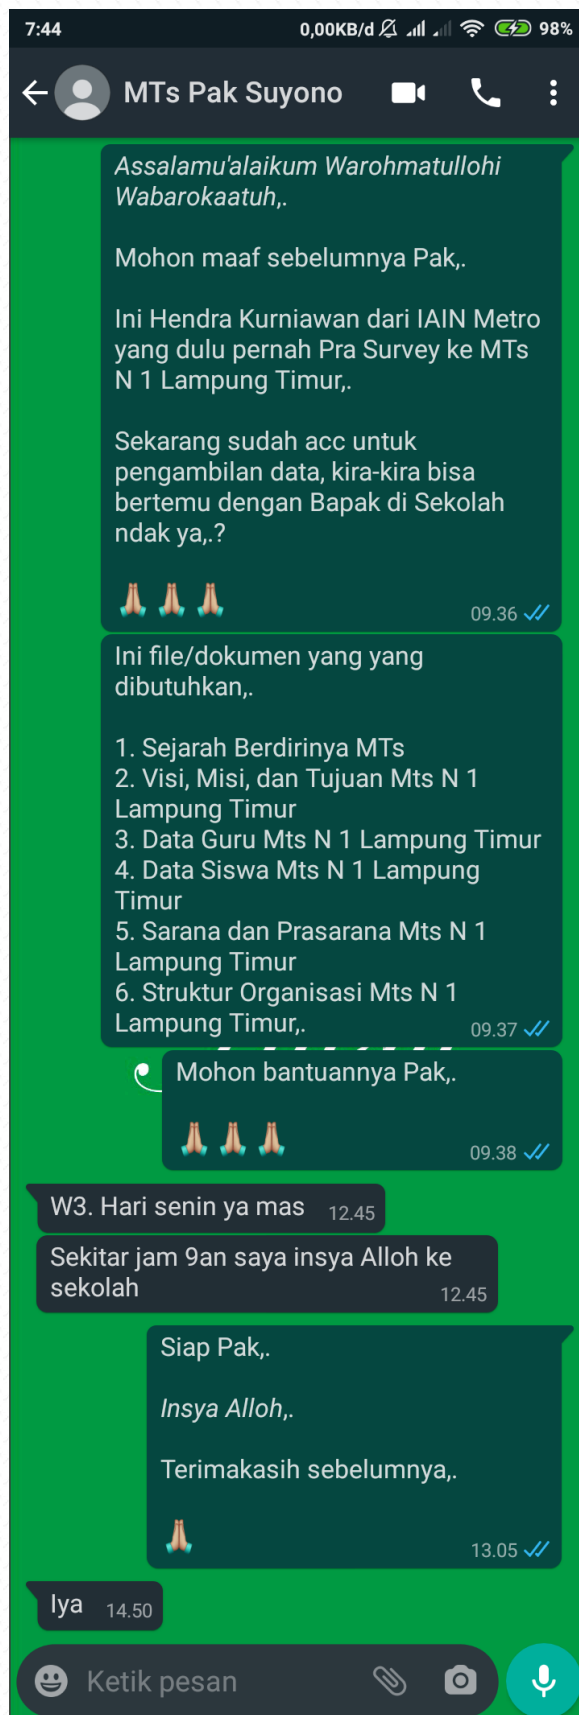 7:44 0,00KB/d 98%
MTs Pak Suyono
Assalamu'alaikum Warohmatullohi
Wabarokaatuh,.
Mohon maaf sebelumnya Pak,.
Ini Hendra Kurniawan dari IAIN Metro
yang dulu pernah Pra Survey ke MTs
N 1 Lampung Timur,.
Sekarang sudah acc untuk
pengambilan data, kira-kira bisa
bertemu dengan Bapak di Sekolah
ndak ya,.?
🙏🏼 🙏🏼 🙏🏼 09.36
Ini file/dokumen yang yang
dibutuhkan,.
1. Sejarah Berdirinya MTs
2. Visi, Misi, dan Tujuan Mts N 1
Lampung Timur
3. Data Guru Mts N 1 Lampung Timur
4. Data Siswa Mts N 1 Lampung
Timur
5. Sarana dan Prasarana Mts N 1
Lampung Timur
6. Struktur Organisasi Mts N 1
Lampung Timur,. 09.37
Mohon bantuannya Pak,.
🙏🏼 🙏🏼 🙏🏼 09.38
W3. Hari senin ya mas 12.45
Sekitar jam 9an saya insya Alloh ke
sekolah 12.45
Siap Pak,.
Insya Alloh,.
Terimakasih sebelumnya,.
🙏🏼 13.05
Iya 14.50
Ketik pesan